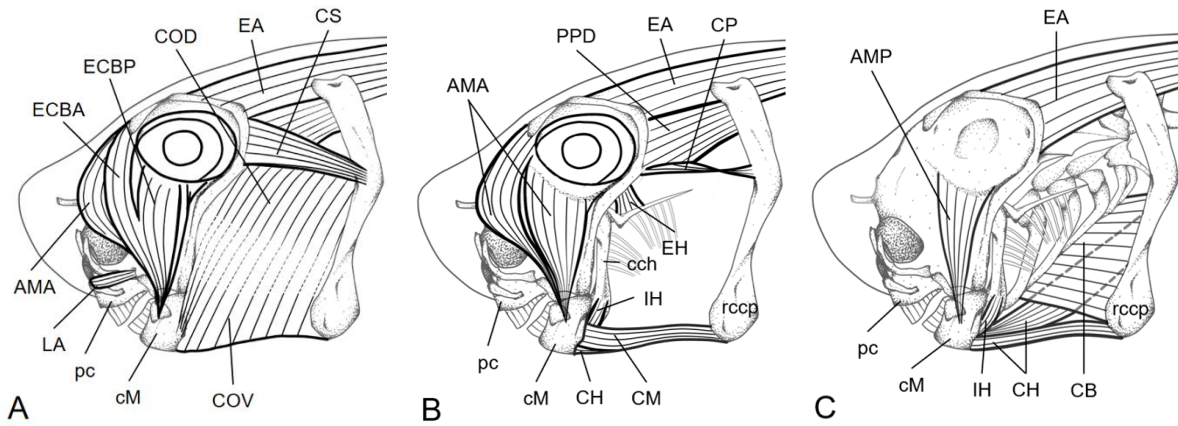 COD EA CS
ECBP
ECBA
AMA
LA
pc
cM
COV
A
PPD EA CP
AMA
EH
cch
IH
rccp
pc
cM CH CM
B
EA
AMP
rccp
pc
cM IH CH CB
C